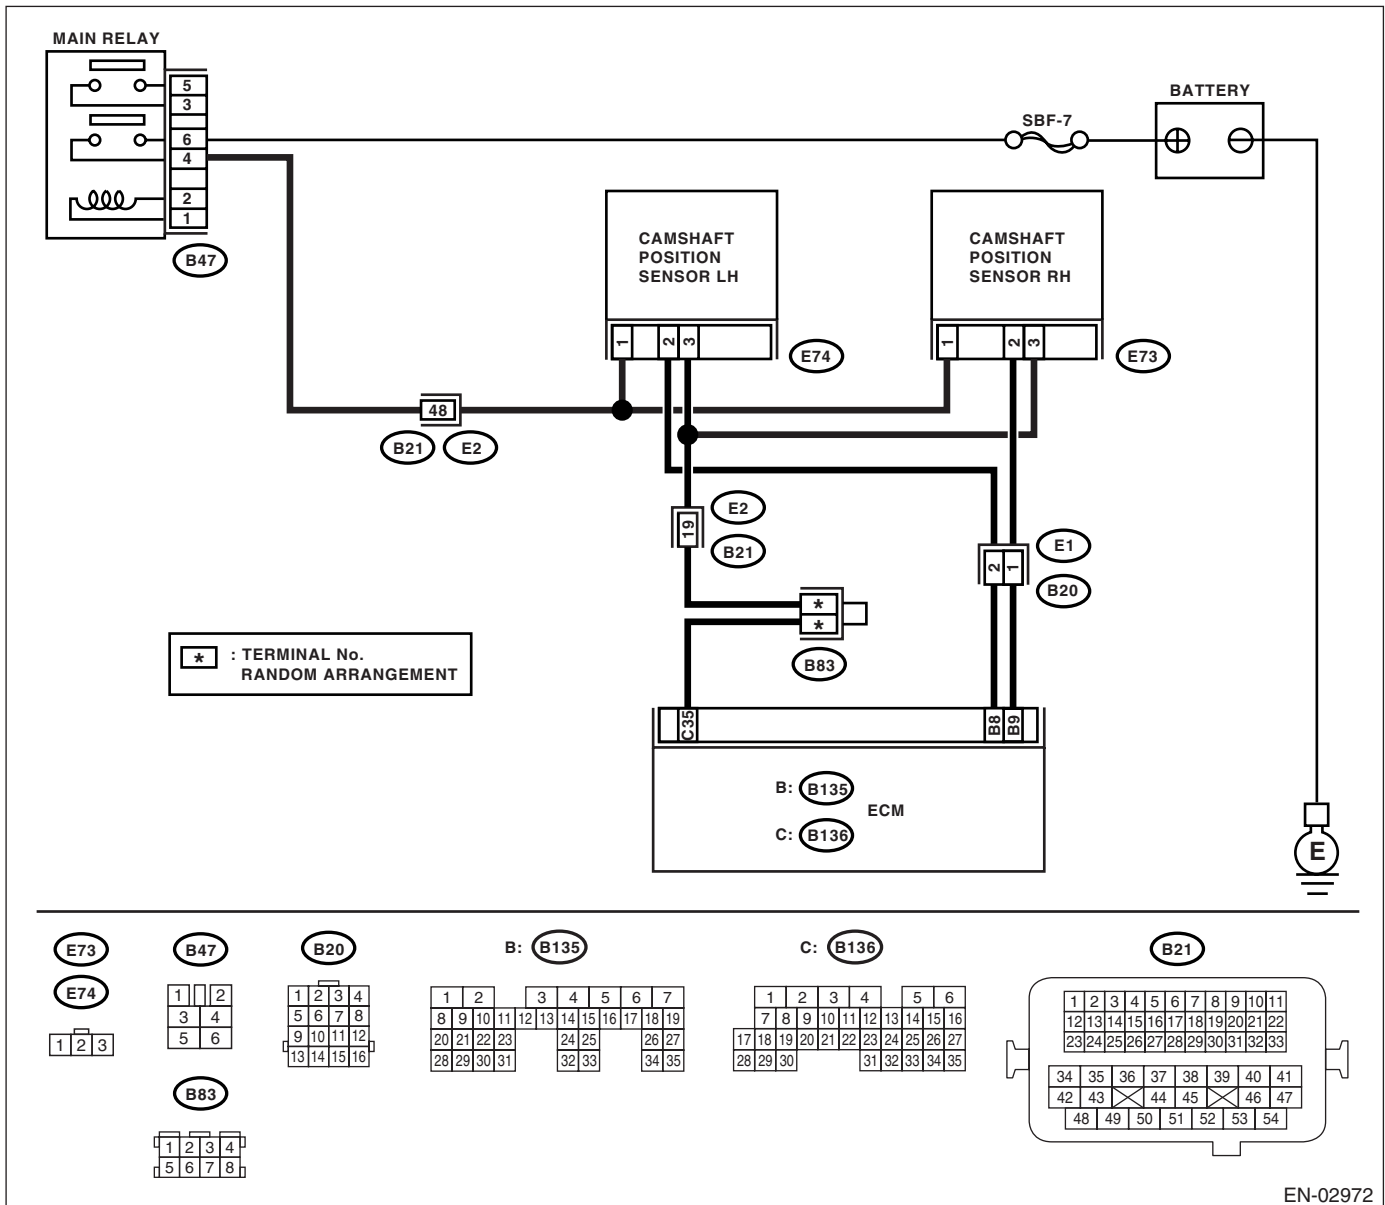 MAIN RELAY
5
3
6
4
2
1
B47
SBF-7
BATTERY
CAMSHAFT
POSITION
SENSOR LH
1 2 3
E74
CAMSHAFT
POSITION
SENSOR RH
1 2 3
E73
48
B21 E2
19
E2
B21
2 1
E1
B20
*
*
B83
* : TERMINAL No.
RANDOM ARRANGEMENT
C35 B8 B9
B: B135
ECM
C: B136
E
E73
E74
1 2 3
B47
1 2
3 4
5 6
B83
1 2 3 4
5 6 7 8
B20
1 2 3 4
5 6 7 8
9 10 11 12
13 14 15 16
B: B135
1 2 3 4 5 6 7
8 9 10 11 12 13 14 15 16 17 18 19
20 21 22 23 24 25 26 27
28 29 30 31 32 33 34 35
C: B136
1 2 3 4 5 6
7 8 9 10 11 12 13 14 15 16
17 18 19 20 21 22 23 24 25 26 27
28 29 30 31 32 33 34 35
B21
1 2 3 4 5 6 7 8 9 10 11
12 13 14 15 16 17 18 19 20 21 22
23 24 25 26 27 28 29 30 31 32 33
34 35 36 37 38 39 40 41
42 43 44 45 46 47
48 49 50 51 52 53 54
EN-02972